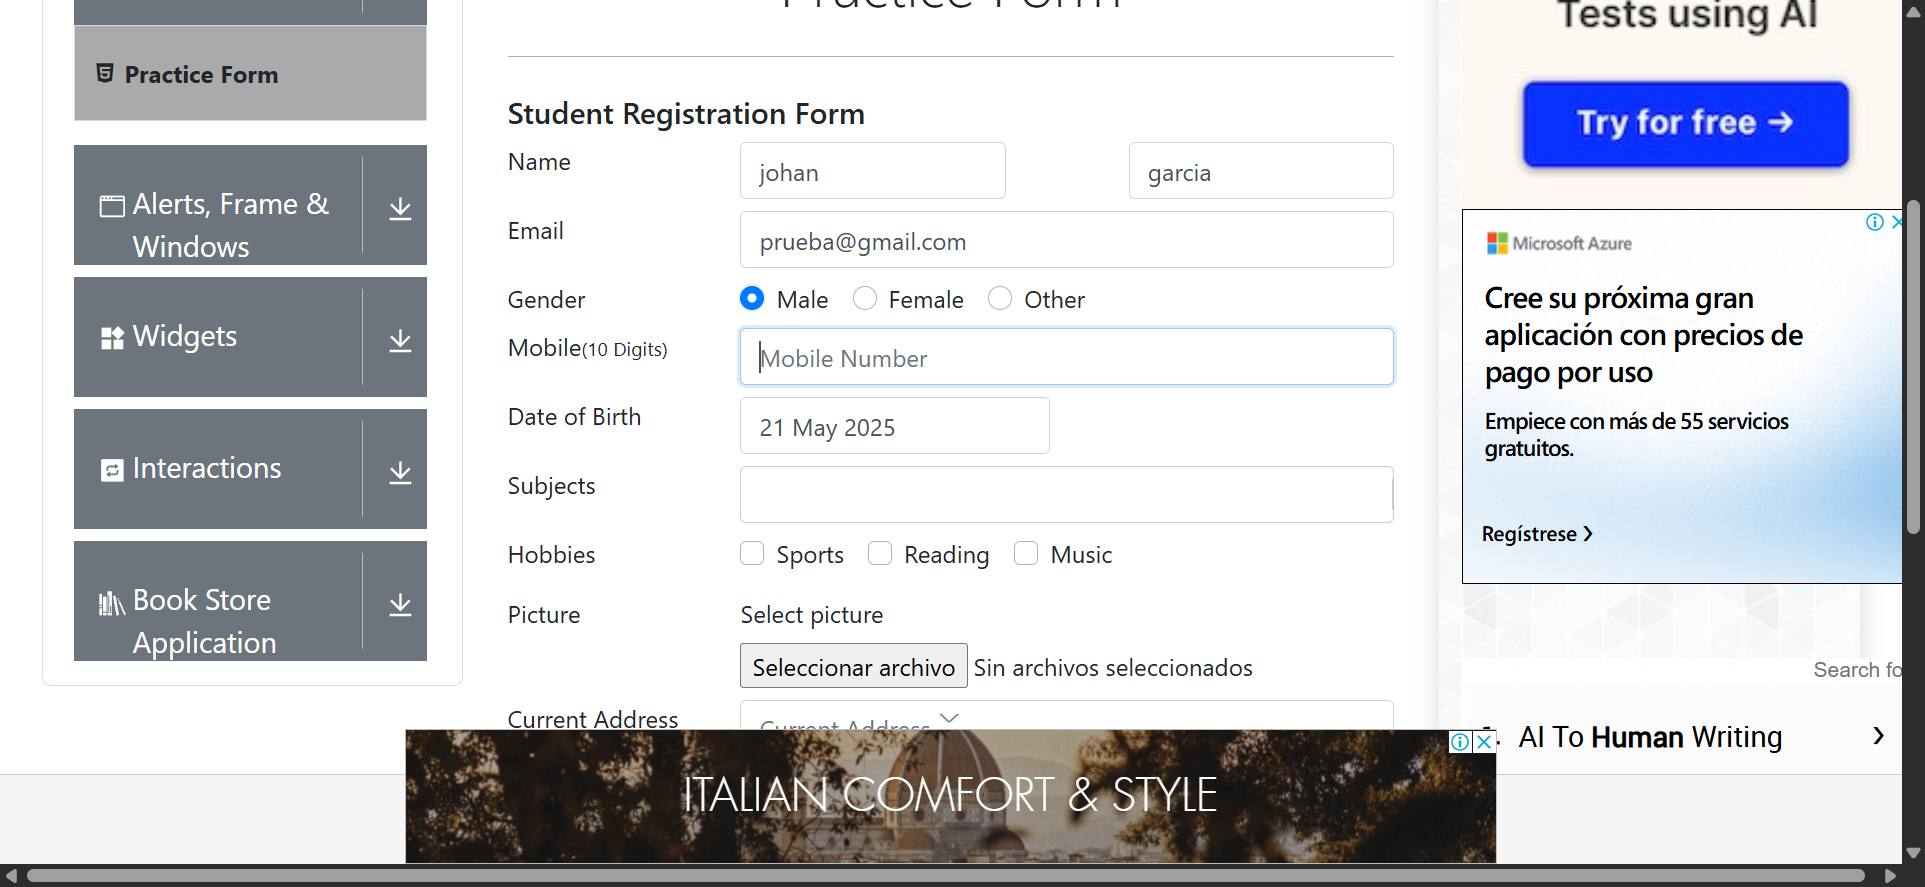 Practice Form
Practice Form
Alerts, Frame &
Windows
Widgets
Interactions
Book Store
Application
Student Registration Form
Name
johan
garcia
Email
prueba@gmail.com
Gender
Male
Female
Other
Mobile(10 Digits)
Mobile Number
Date of Birth
21 May 2025
Subjects
Hobbies
Sports
Reading
Music
Picture
Select picture
Seleccionar archivo
Sin archivos seleccionados
Current Address
Current Address
ITALIAN COMFORT & STYLE
Tests using AI
Try for free →
Microsoft Azure
Cree su próxima gran
aplicación con precios de
pago por uso
Empiece con más de 55 servicios
gratuitos.
Regístrese
Search fo
AI To Human Writing